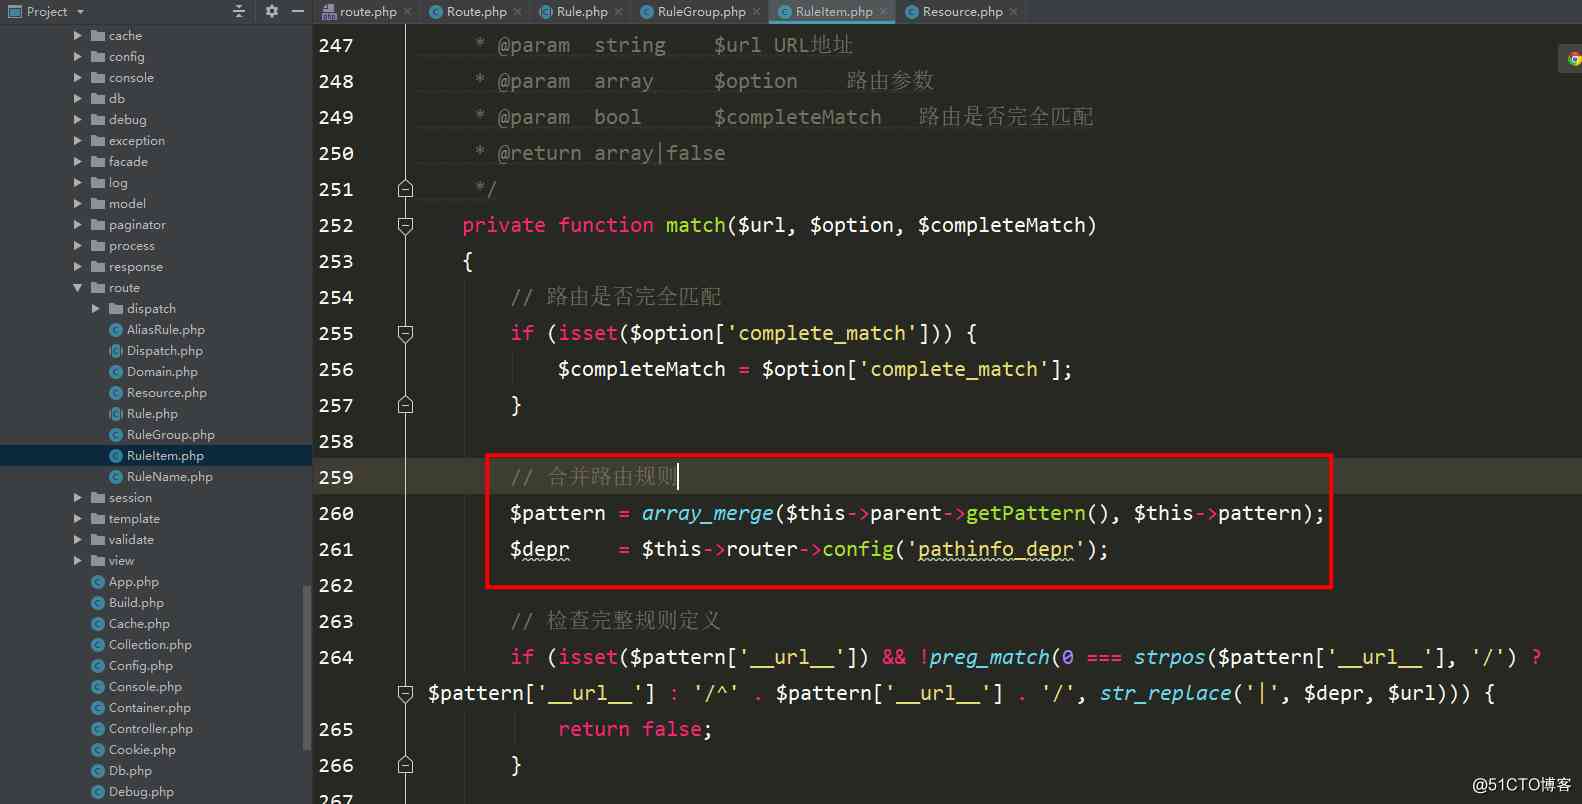 Project
route.php
Route.php
Rule.php
RuleGroup.php
RuleItem.php
Resource.php
cache
config
console
db
debug
exception
facade
log
model
paginator
process
response
route
dispatch
AliasRule.php
Dispatch.php
Domain.php
Resource.php
Rule.php
RuleGroup.php
RuleItem.php
RuleName.php
session
template
validate
view
App.php
Build.php
Cache.php
Collection.php
Config.php
Console.php
Container.php
Controller.php
Cookie.php
Db.php
Debug.php
247 * @param string $url URL地址
248 * @param array $option 路由参数
249 * @param bool $completeMatch 路由是否完全匹配
250 * @return array|false
251 */
252 private function match($url, $option, $completeMatch)
253 {
254 // 路由是否完全匹配
255 if (isset($option['complete_match'])) {
256 $completeMatch = $option['complete_match'];
257 }
258
259 // 合并路由规则
260 $pattern = array_merge($this->parent->getPattern(), $this->pattern);
261 $depr = $this->router->config('pathinfo_depr');
262
263 // 检查完整规则定义
264 if (isset($pattern['__url__']) && !preg_match(0 === strpos($pattern['__url__'], '/') ?
$pattern['__url__'] : '/^' . $pattern['__url__'] . '/', str_replace('|', $depr, $url))) {
265 return false;
266 }
267
@51CTO博客